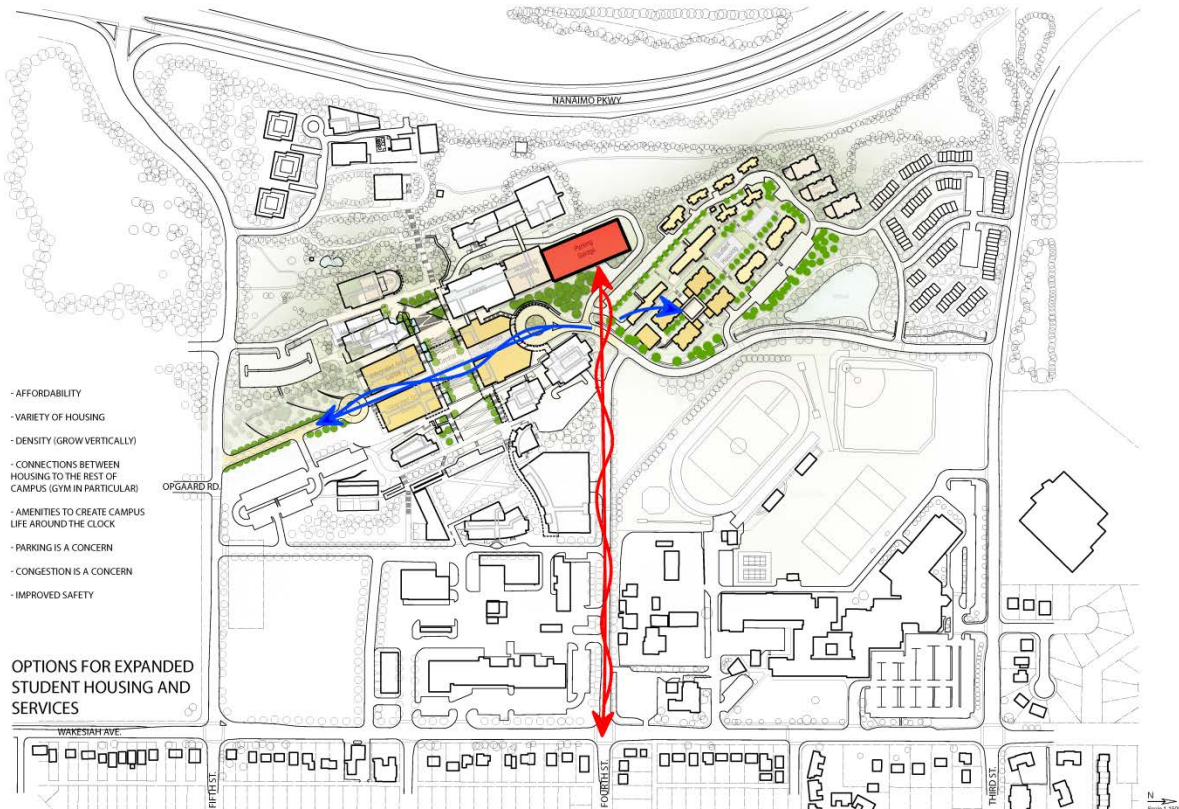 NANAIMO PKWY
Parking
Garage
- AFFORDABILITY
- VARIETY OF HOUSING
- DENSITY (GROW VERTICALLY)
- CONNECTIONS BETWEEN
HOUSING TO THE REST OF
CAMPUS (GYM IN PARTICULAR)
OPGAARD RD.
- AMENITIES TO CREATE CAMPUS
LIFE AROUND THE CLOCK
- PARKING IS A CONCERN
- CONGESTION IS A CONCERN
- IMPROVED SAFETY
OPTIONS FOR EXPANDED
STUDENT HOUSING AND
SERVICES
WAKESIAH AVE.
FIFTH ST.
FOURTH ST.
THIRD ST.
N